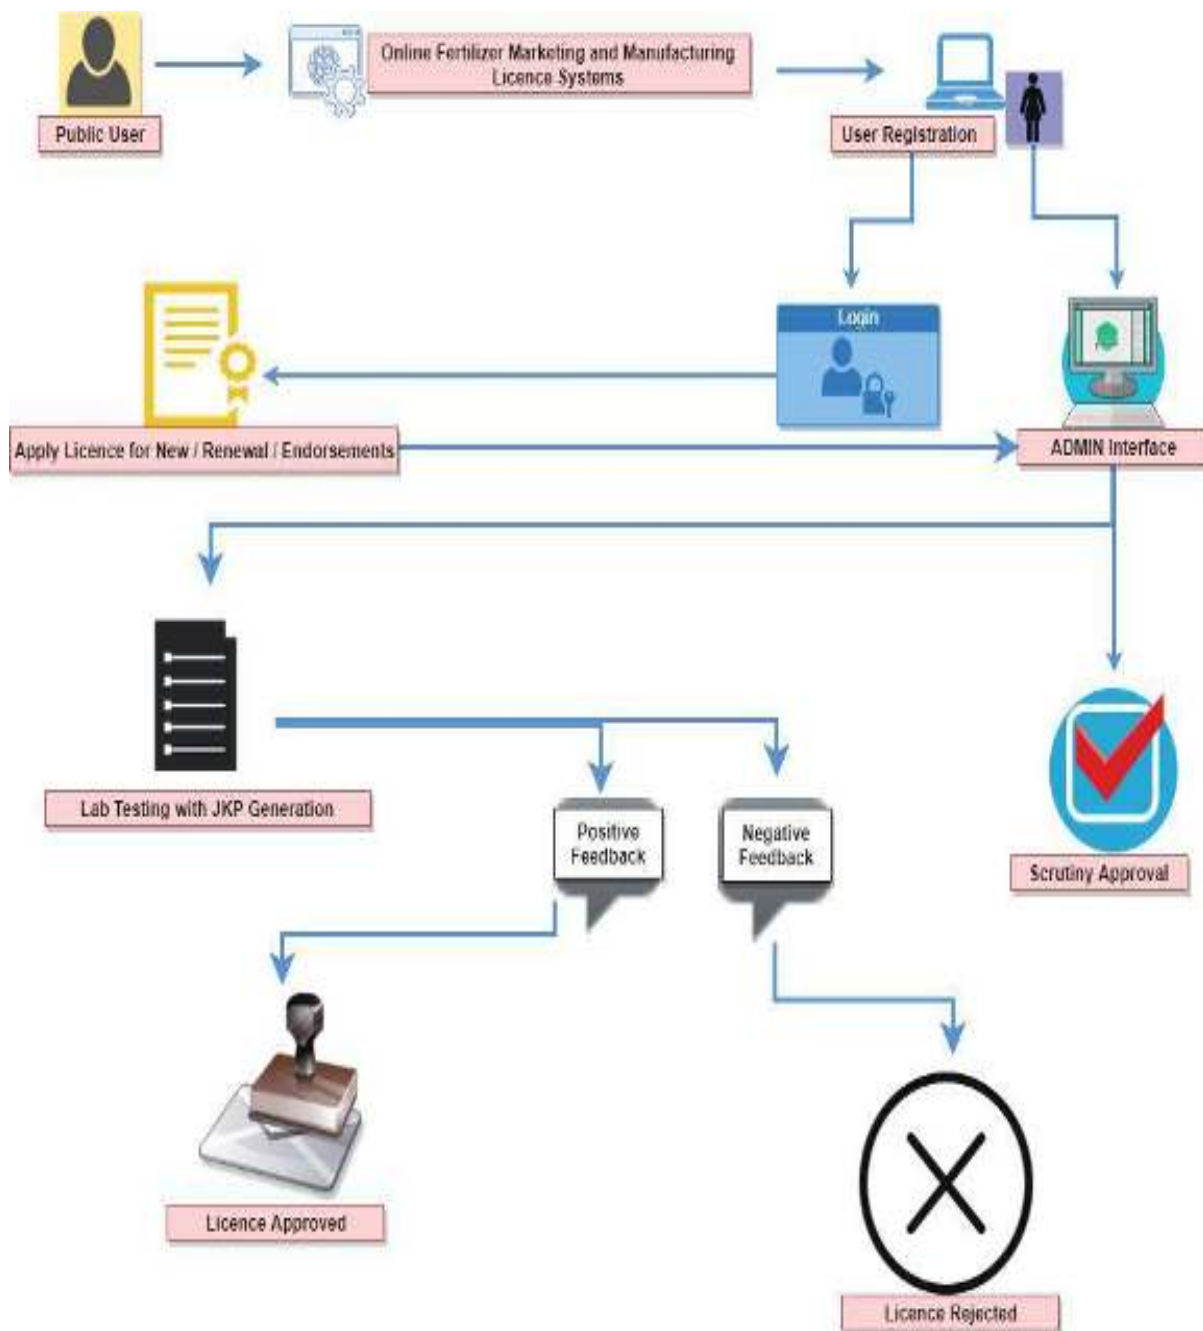 Online Fertilizer Marketing and Manufacturing
Licence Systems
Public User
User Registration
Login
Apply Licence for New / Renewal / Endorsements
ADMIN Interface
Lab Testing with JKP Generation
Positive
Feedback
Negative
Feedback
Scrutiny Approval
Licence Approved
Licence Rejected